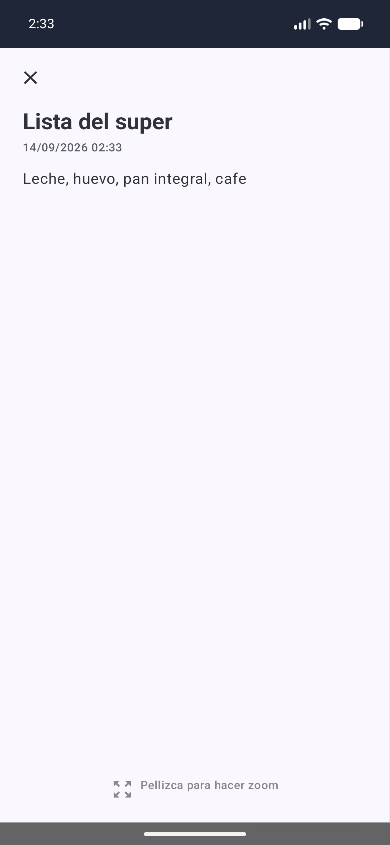 2:33
Lista del super
14/09/2026 02:33
Leche, huevo, pan integral, cafe
Pellizca para hacer zoom